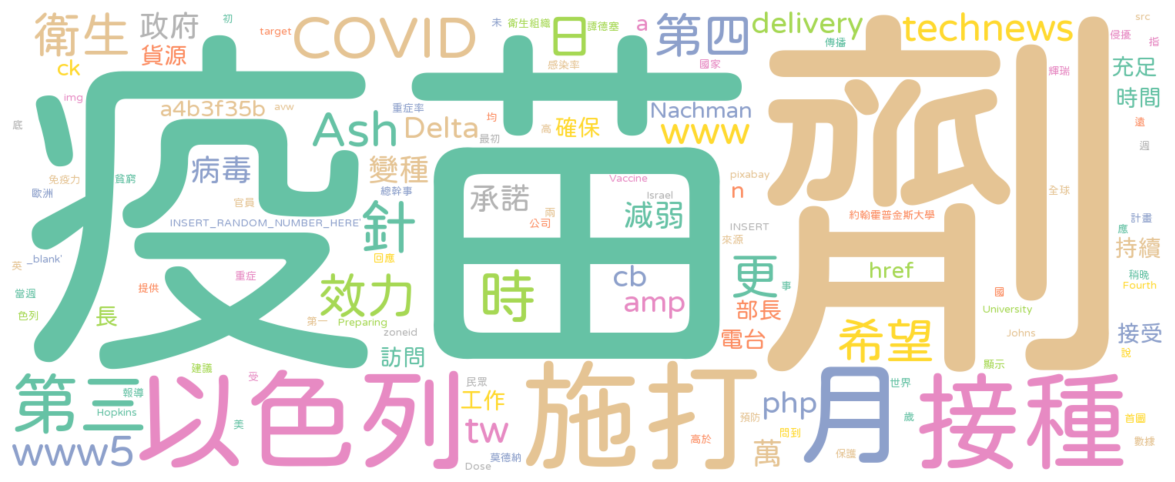 衛生
政府
初
target
COVID
未
衛生組織
日
譚德塞
a
第四
delivery
technews
src
ck
貨源
感染率
傳播
國家
侵擾
指
img
a4b3f35b
avw
重症率
Ash
Delta
均
最初
高
確保
Nachman
www
輝瑞
充足
時間
底
遠
週
疫苗
劑
病毒
變種
免疫力
貧窮
歐洲
總幹事
官員
承諾
Vaccine
Israel
pixabay
n
全球
INSERT_RANDOM_NUMBER_HERE'
針
公司
兩
減弱
INSERT
來源
約翰霍普金斯大學
計畫
應
持續
英
_blank'
回應
重症
提供
當週
效力
時
cb
amp
更
事
href
國
稍晚
Fourth
色列
長
第一
Preparing
zoneid
訪問
部長
電台
University
Johns
希望
接受
說
顯示
建議
受
第三
報導
Hopkins
美
以色列
民眾
工作
施打
世界
月
接種
www5
tw
莫德納
Dose
高於
預防
萬
php
問到
保護
歲
首圖
數據